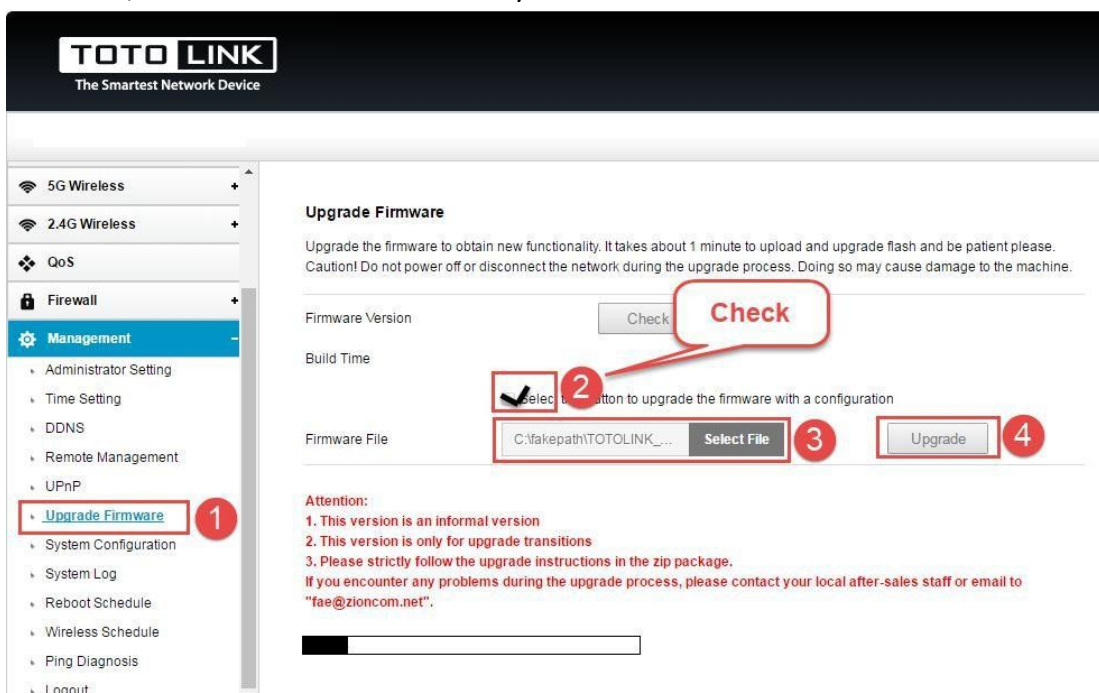 TOTO LINK
The Smartest Network Device
5G Wireless +
2.4G Wireless +
QoS
Firewall +
Management −
Administrator Setting
Time Setting
DDNS
Remote Management
UPnP
Upgrade Firmware 1
System Configuration
System Log
Reboot Schedule
Wireless Schedule
Ping Diagnosis
Logout
Upgrade Firmware
Upgrade the firmware to obtain new functionality. It takes about 1 minute to upload and upgrade flash and be patient please.
Caution! Do not power off or disconnect the network during the upgrade process. Doing so may cause damage to the machine.
Firmware Version Check
Check
Build Time
2
to upgrade the firmware with a configuration
Firmware File C:\fakepath\TOTOLINK_... Select File 3 Upgrade 4
Attention:
1. This version is an informal version
2. This version is only for upgrade transitions
3. Please strictly follow the upgrade instructions in the zip package.
If you encounter any problems during the upgrade process, please contact your local after-sales staff or email to
"fae@zioncom.net".